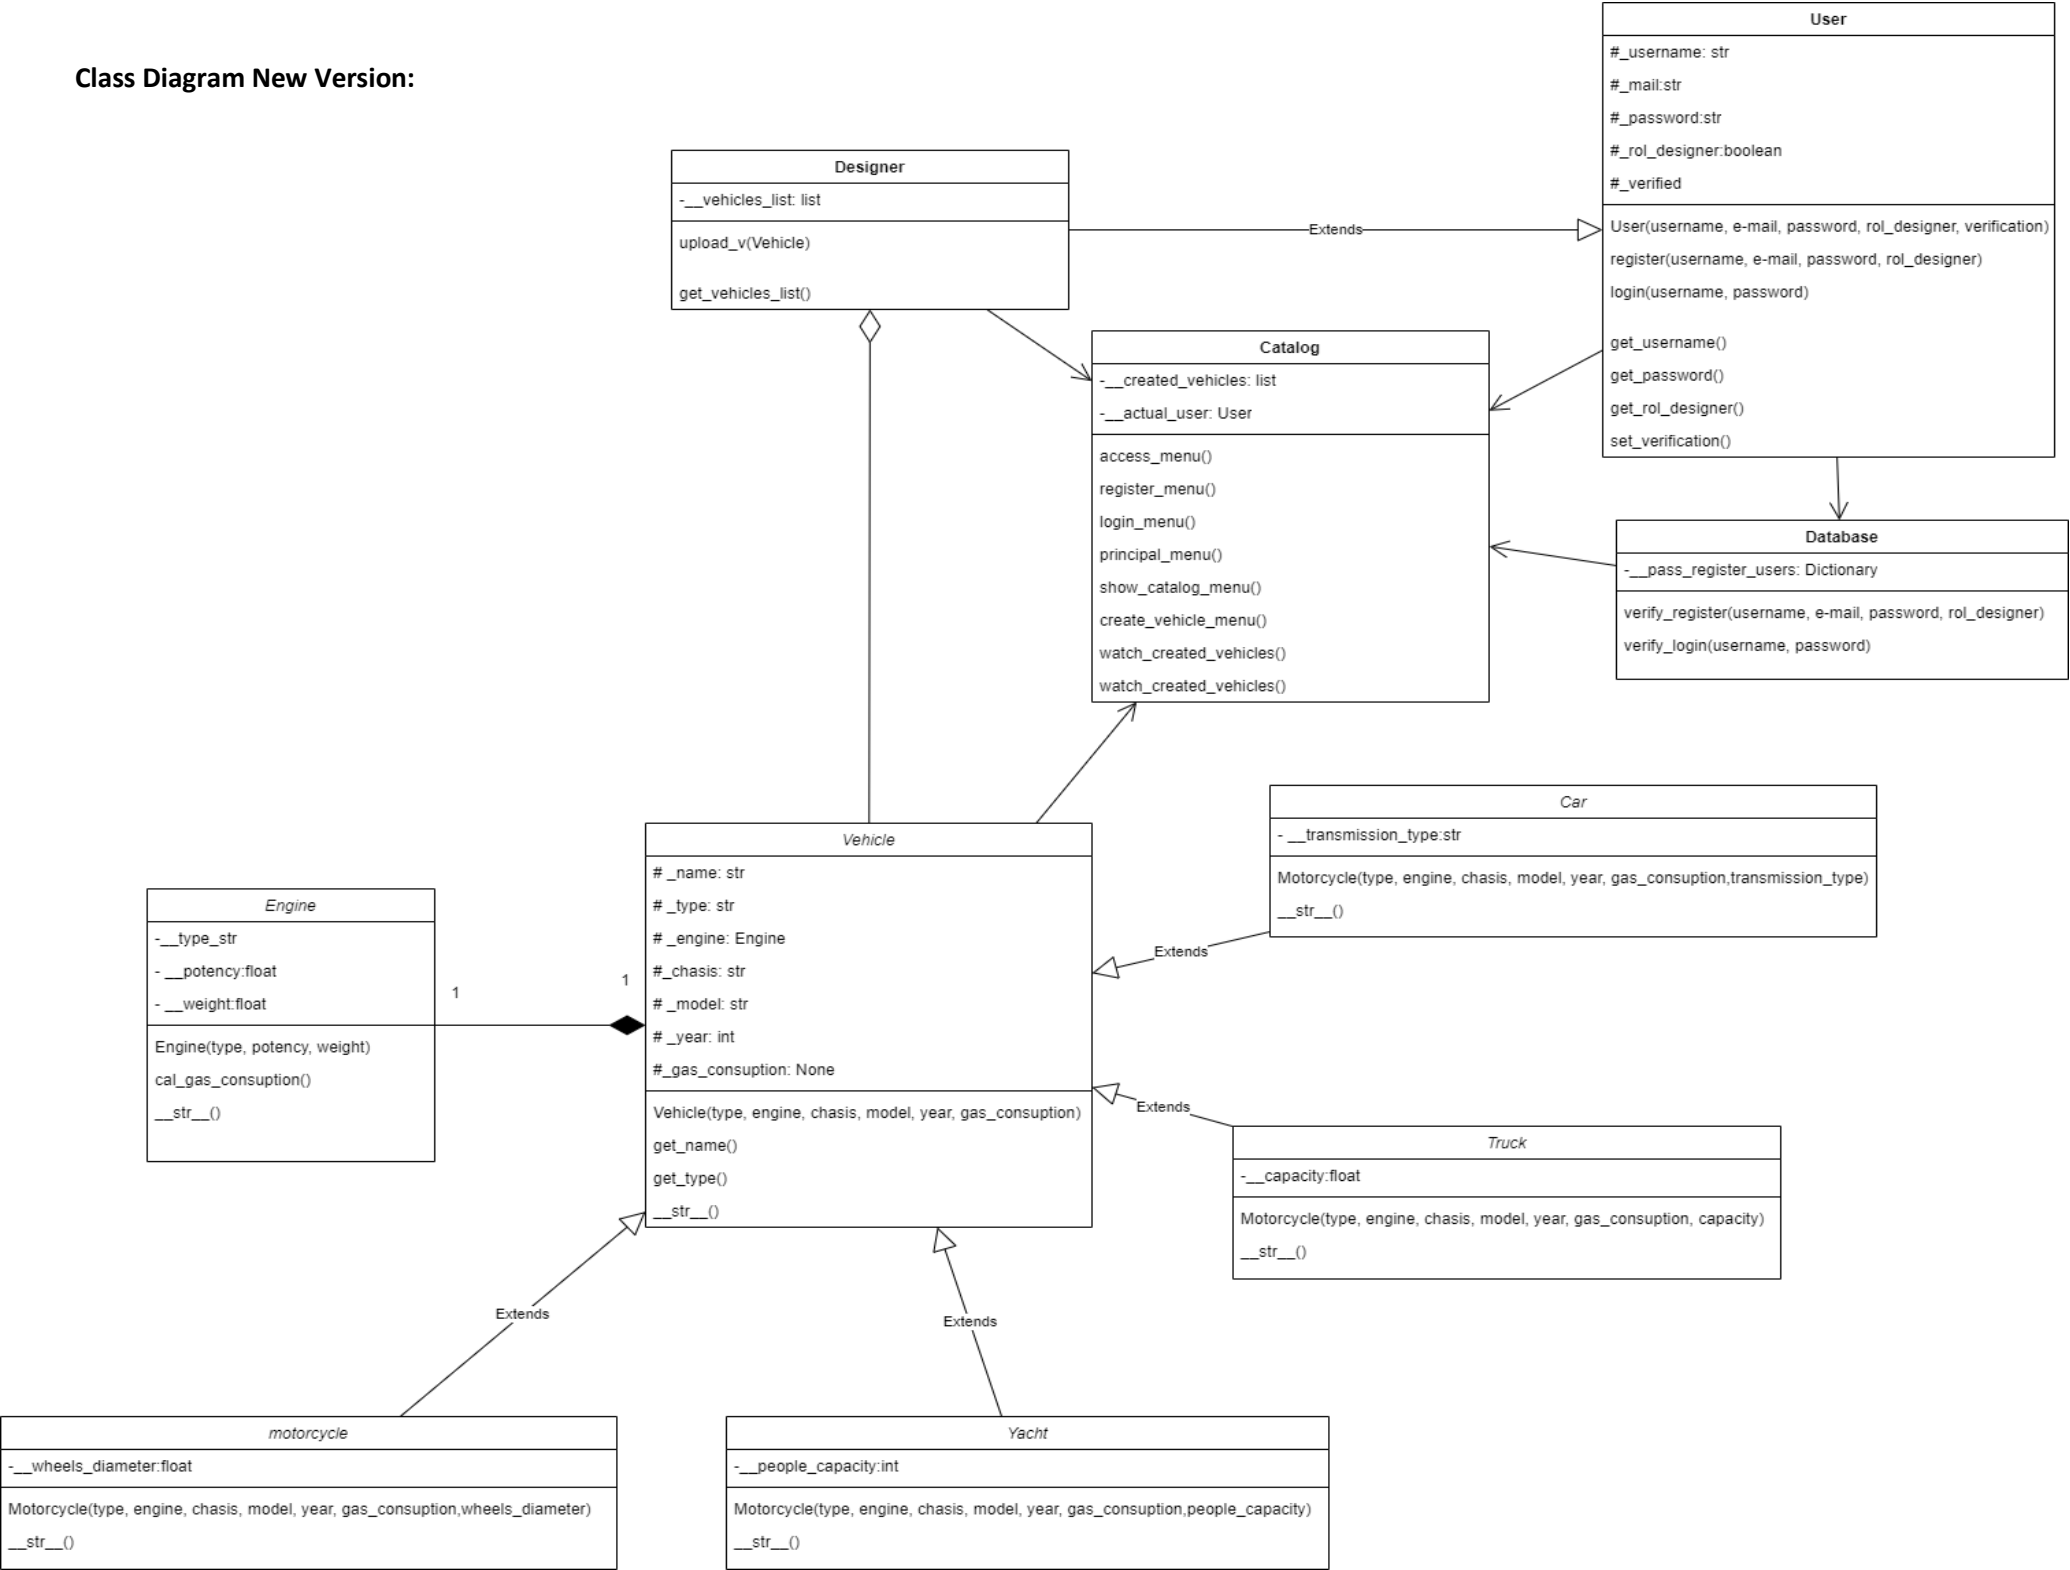 Class Diagram New Version:
User
#_username: str
#_mail:str
#_password:str
#_rol_designer:boolean
#_verified
User(username, e-mail, password, rol_designer, verification)
register(username, e-mail, password, rol_designer)
login(username, password)
get_username()
get_password()
get_rol_designer()
set_verification()
Designer
-__vehicles_list: list
upload_v(Vehicle)
get_vehicles_list()
Extends
Catalog
-__created_vehicles: list
-__actual_user: User
access_menu()
register_menu()
login_menu()
principal_menu()
show_catalog_menu()
create_vehicle_menu()
watch_created_vehicles()
watch_created_vehicles()
Database
-__pass_register_users: Dictionary
verify_register(username, e-mail, password, rol_designer)
verify_login(username, password)
Vehicle
# _name: str
# _type: str
# _engine: Engine
#_chasis: str
# _model: str
# _year: int
#_gas_consuption: None
Vehicle(type, engine, chasis, model, year, gas_consuption)
get_name()
get_type()
__str__()
Engine
-__type_str
- __potency:float
- __weight:float
Engine(type, potency, weight)
cal_gas_consuption()
__str__()
1
1
Car
- __transmission_type:str
Motorcycle(type, engine, chasis, model, year, gas_consuption,transmission_type)
__str__()
Extends
Extends
Truck
-__capacity:float
Motorcycle(type, engine, chasis, model, year, gas_consuption, capacity)
__str__()
Extends
Extends
motorcycle
-__wheels_diameter:float
Motorcycle(type, engine, chasis, model, year, gas_consuption,wheels_diameter)
__str__()
Yacht
-__people_capacity:int
Motorcycle(type, engine, chasis, model, year, gas_consuption,people_capacity)
__str__()